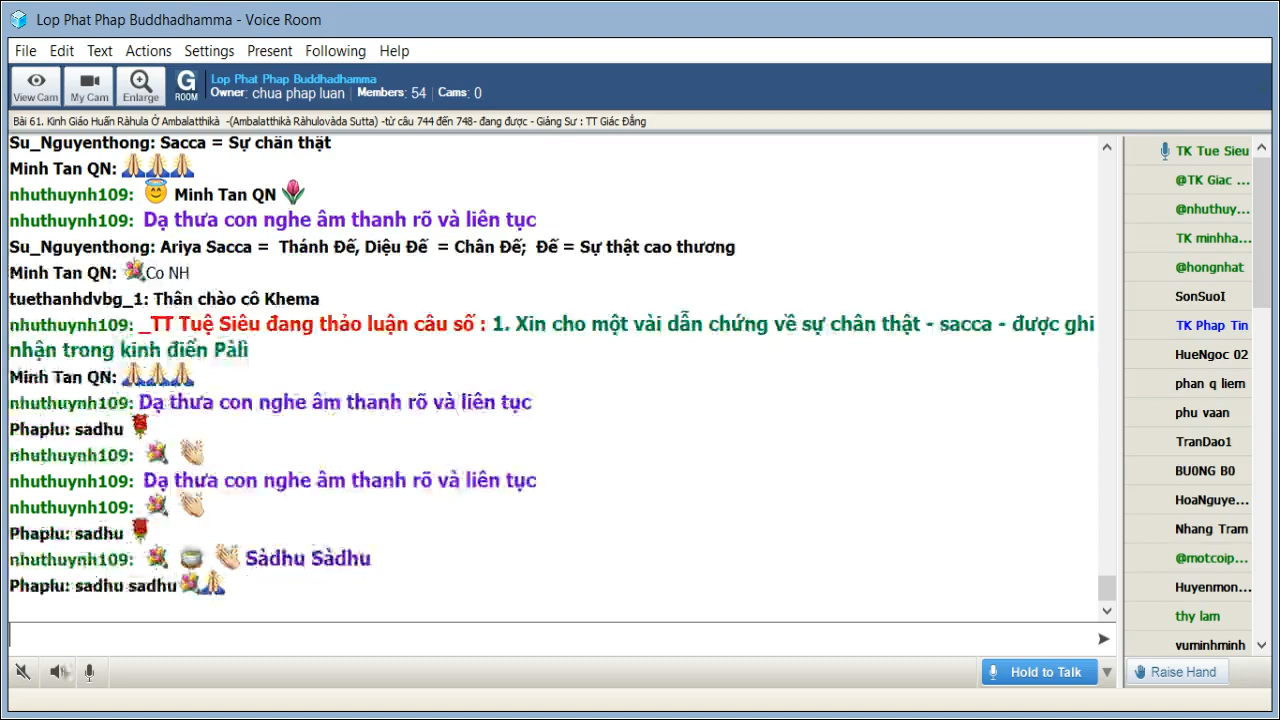 Lop Phat Phap Buddhadhamma - Voice Room
File Edit Text Actions Settings Present Following Help
View Cam My Cam Enlarge G ROOM
Lop Phat Phap Buddhadhamma
Owner: chua phap luan | Members: 54 | Cams: 0
Bài 61. Kinh Giáo Huấn Ràhula Ở Ambalatthikà -(Ambalatthikà Ràhulovàda Sutta) -từ câu 744 đến 748- đang được - Giảng Sư : TT Giác Đẳng
Su_Nguyenthong: Sacca = Sự chân thật
Minh Tan QN: 🙏🙏🙏
nhuthuynh109: 😇 Minh Tan QN 🌷
nhuthuynh109: Dạ thưa con nghe âm thanh rõ và liên tục
Su_Nguyenthong: Ariya Sacca = Thánh Đế, Diệu Đế = Chân Đế; Đế = Sự thật cao thương
Minh Tan QN: 💐Co NH
tuethanhdvbg_1: Thân chào cô Khema
nhuthuynh109: _TT Tuệ Siêu đang thảo luận câu số : 1. Xin cho một vài dẫn chứng về sự chân thật - sacca - được ghi
nhận trong kinh điển Pàlì
Minh Tan QN: 🙏🙏🙏
nhuthuynh109: Dạ thưa con nghe âm thanh rõ và liên tục
Phaplu: sadhu 🌹
nhuthuynh109: 💐 👏
nhuthuynh109: Dạ thưa con nghe âm thanh rõ và liên tục
nhuthuynh109: 💐 👏
Phaplu: sadhu 🌹
nhuthuynh109: 💐 👏 Sàdhu Sàdhu
Phaplu: sadhu sadhu 💐🙏
TK Tue Sieu
@TK Giac ...
@nhuthuy...
TK minhha...
@hongnhat
SonSuoI
TK Phap Tin
HueNgoc 02
phan q liem
phu vaan
TranDao1
BU0NG B0
HoaNguye...
Nhang Tram
@motcoip...
Huyenmon...
thy lam
vuminhminh
Hold to Talk
Raise Hand